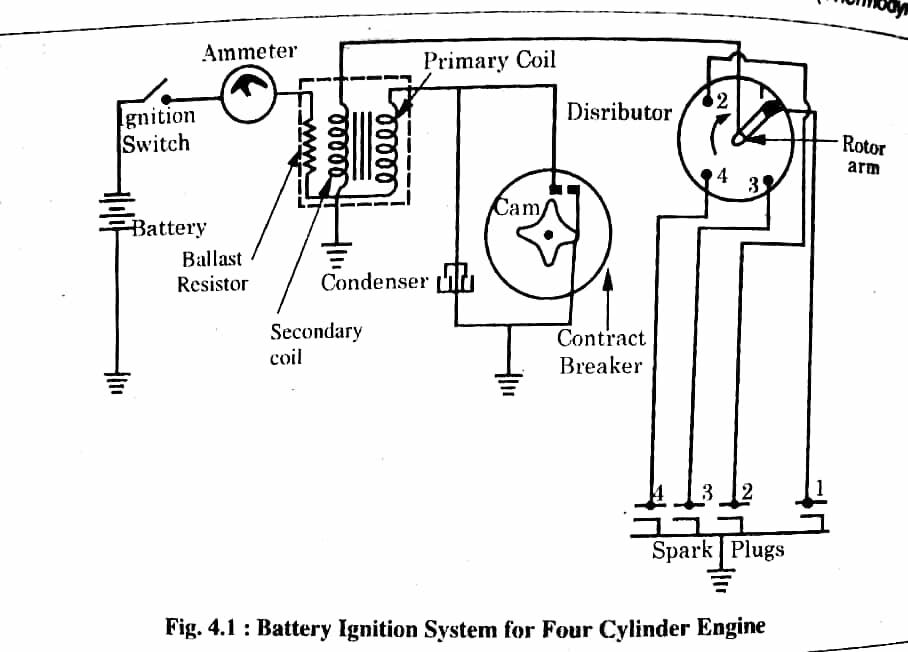 Ammeter
Primary Coil
Ignition
Switch
Disributor
2
1
Rotor
arm
4
3
Cam
Battery
Ballast
Resistor
Condenser
Secondary
coil
Contract
Breaker
4 3 2 1
Spark Plugs
Fig. 4.1 : Battery Ignition System for Four Cylinder Engine